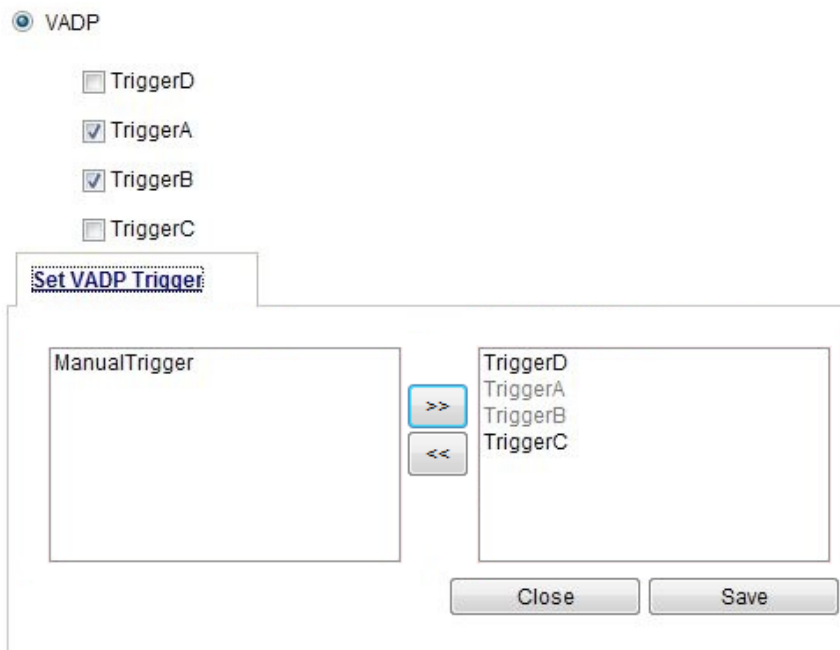 VADP
TriggerD
TriggerA
TriggerB
TriggerC
Set VADP Trigger
ManualTrigger
>>
<<
TriggerD
TriggerA
TriggerB
TriggerC
Close
Save